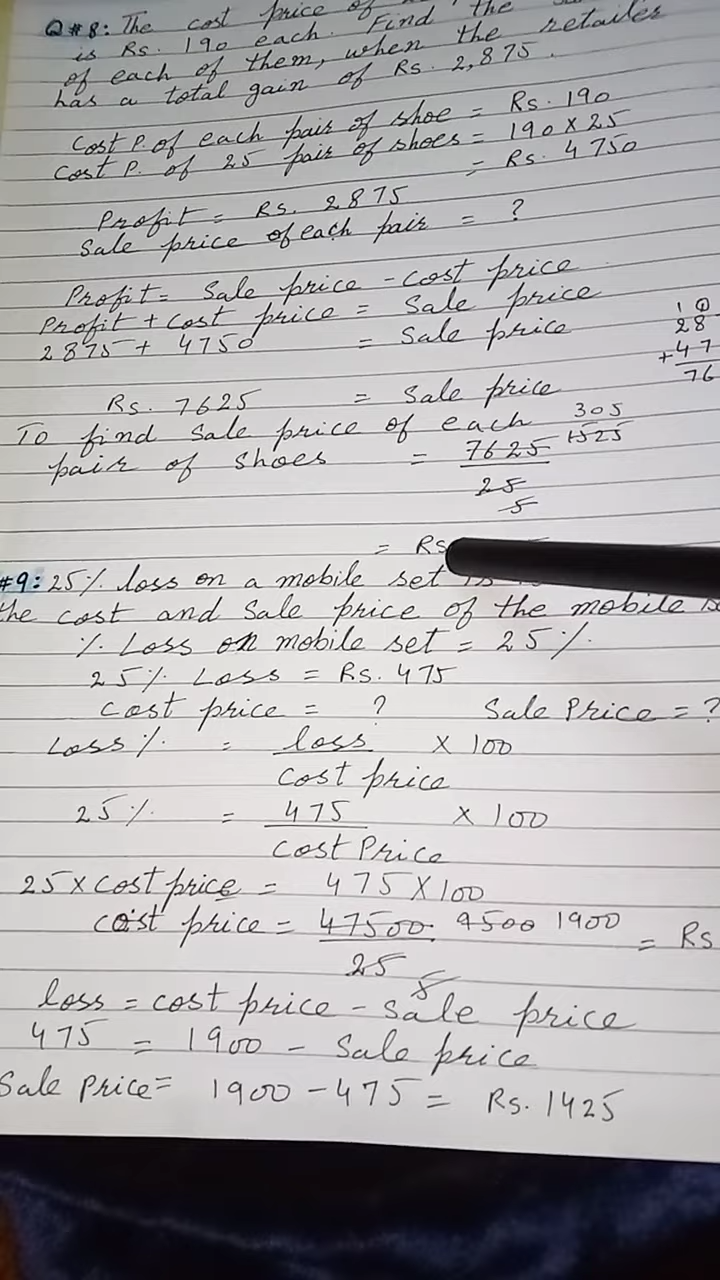 Q#8: The cost price of
is Rs. 190 each. Find the
of each of them, when the retailer
has a total gain of Rs. 2,875.
Cost P. of each pair of shoe = Rs. 190
Cost P. of 25 pair of shoes = 190 x 25
= Rs. 4750
Profit = Rs. 2875
Sale price of each pair = ?
Profit = Sale price - cost price
Profit + cost price = Sale price
2875 + 4750 = Sale price
1 1
28
+47
76
Rs. 7625 = Sale price
To find Sale price of each
pair of shoes = 7625 1525 305
25
5
= Rs
#9: 25% loss on a mobile set
the cost and Sale price of the mobile
% Loss on mobile set = 25%.
25% Loss = Rs. 475
Cost price = ? Sale Price = ?
Loss% = loss x 100
cost price
25% = 475 x 100
Cost Price
25 x cost price = 475 x 100
cost price = 47500 9500 1900 = Rs
25 5
loss = cost price - sale price
475 = 1900 - Sale price
Sale Price = 1900 - 475 = Rs. 1425